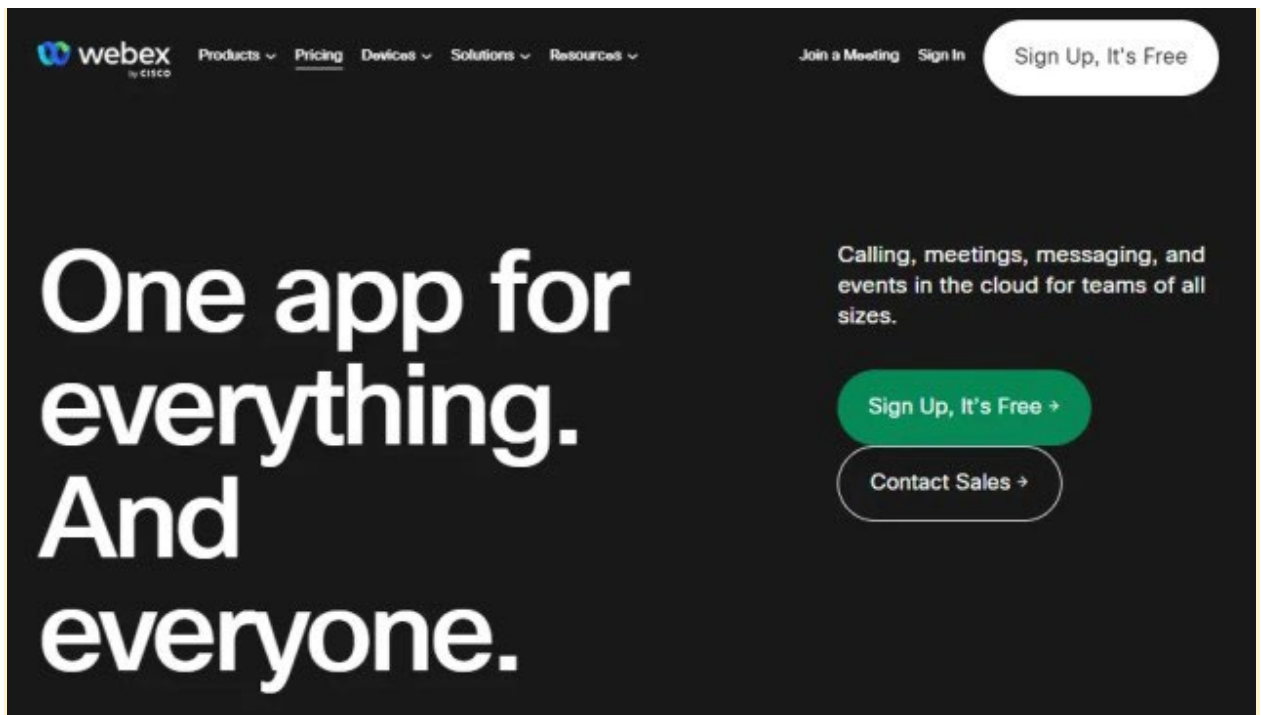 webex
by CISCO
Products
Pricing
Devices
Solutions
Resources
Join a Meeting
Sign In
Sign Up, It's Free
One app for
everything.
And
everyone.
Calling, meetings, messaging, and
events in the cloud for teams of all
sizes.
Sign Up, It's Free →
Contact Sales →